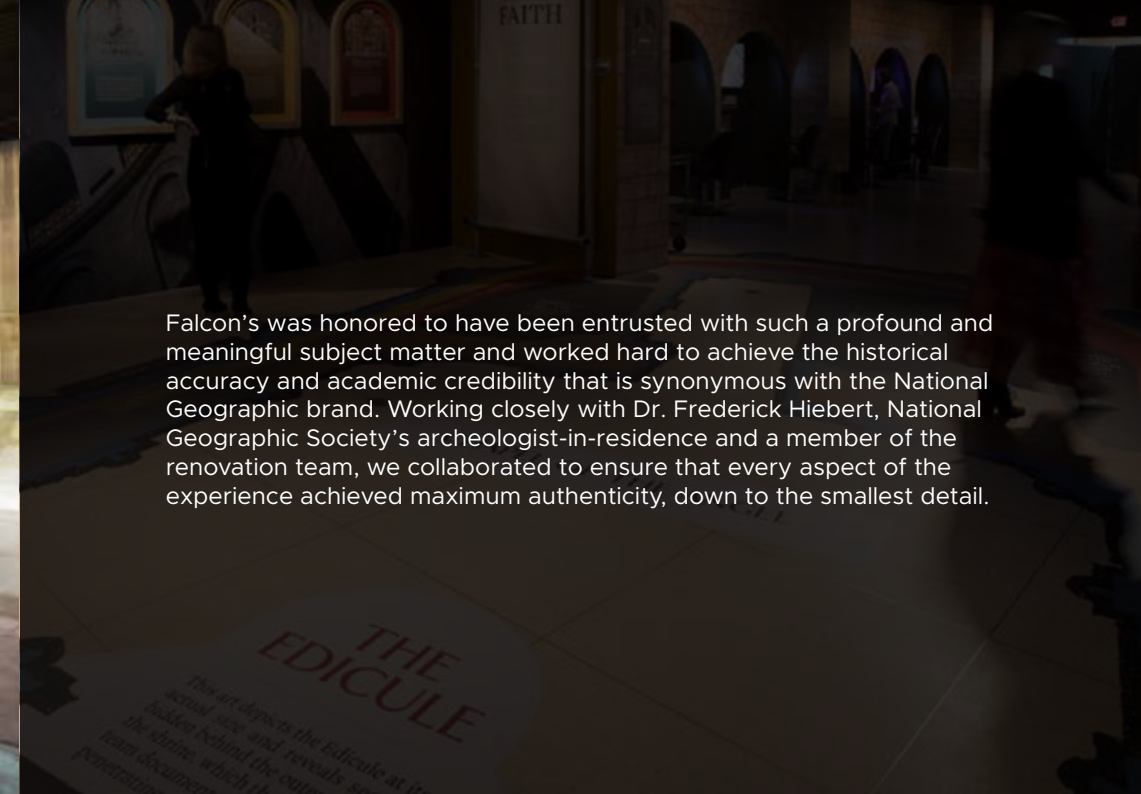 FAITH
Falcon’s was honored to have been entrusted with such a profound and
meaningful subject matter and worked hard to achieve the historical
accuracy and academic credibility that is synonymous with the National
Geographic brand. Working closely with Dr. Frederick Hiebert, National
Geographic Society’s archeologist-in-residence and a member of the
renovation team, we collaborated to ensure that every aspect of the
experience achieved maximum authenticity, down to the smallest detail.
THE
EDICULE
This art depicts the Edicule at
actual size and reveals
hidden behind the
the shrine, which
team